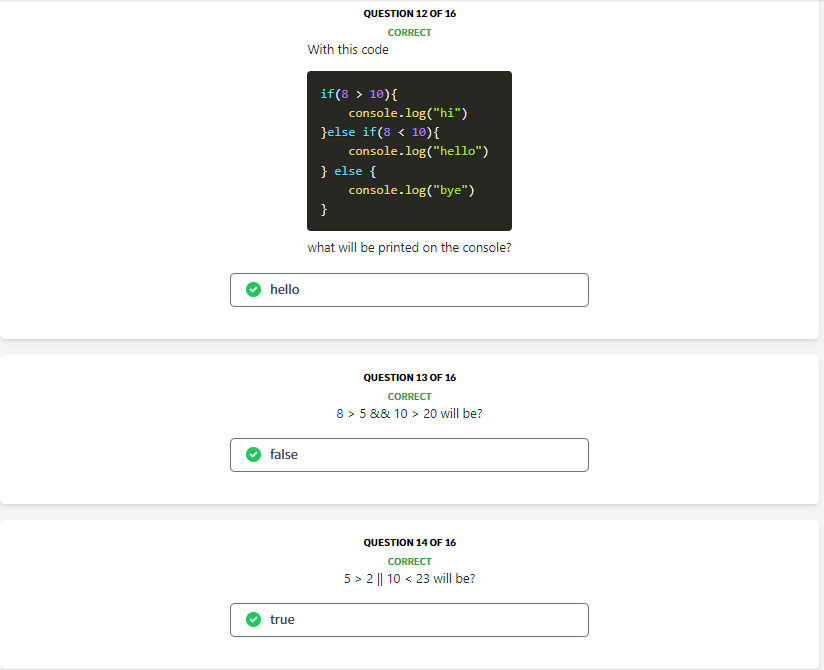 QUESTION 12 OF 16
CORRECT
With this code
if(8 > 10){
    console.log("hi")
}else if(8 < 10){
    console.log("hello")
} else {
    console.log("bye")
}
what will be printed on the console?
hello
QUESTION 13 OF 16
CORRECT
8 > 5 && 10 > 20 will be?
false
QUESTION 14 OF 16
CORRECT
5 > 2 || 10 < 23 will be?
true